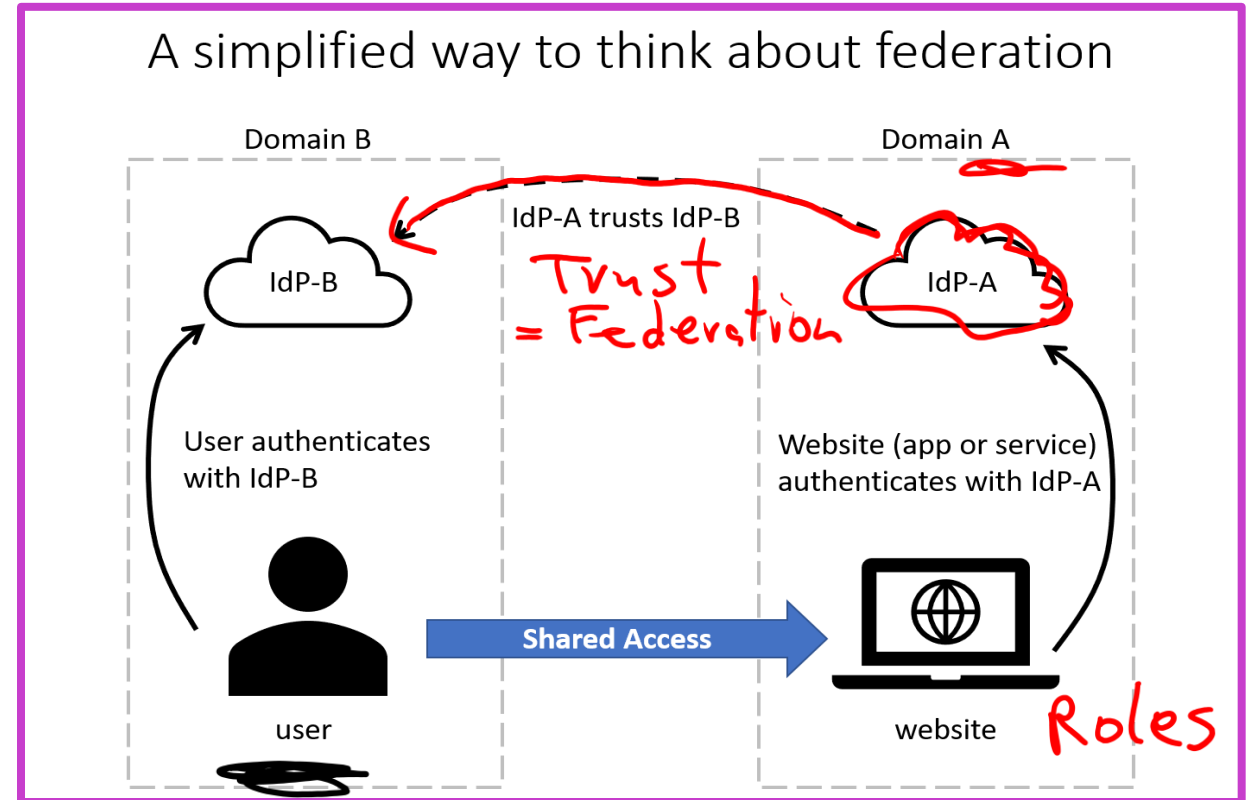 A simplified way to think about federation
Domain B
Domain A
IdP-A trusts IdP-B
IdP-B
IdP-A
Trust
= Federation
User authenticates
with IdP-B
Website (app or service)
authenticates with IdP-A
Shared Access
user
website
Roles